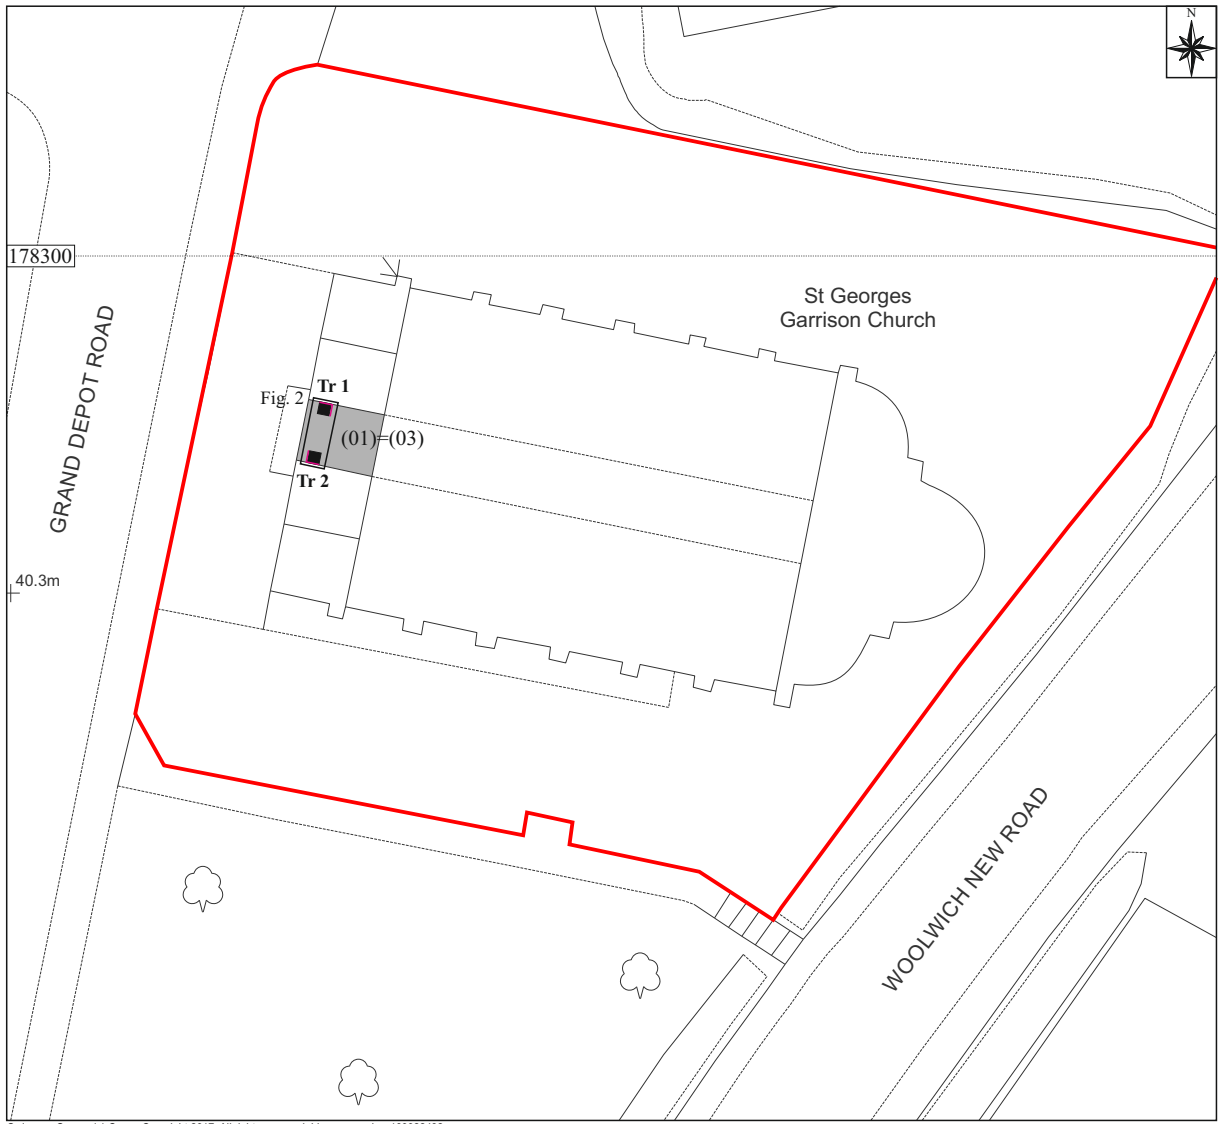 N
178300
St Georges
Garrison Church
GRAND DEPOT ROAD
Tr 1
Fig. 2
(01)=(03)
Tr 2
40.3m
WOOLWICH NEW ROAD